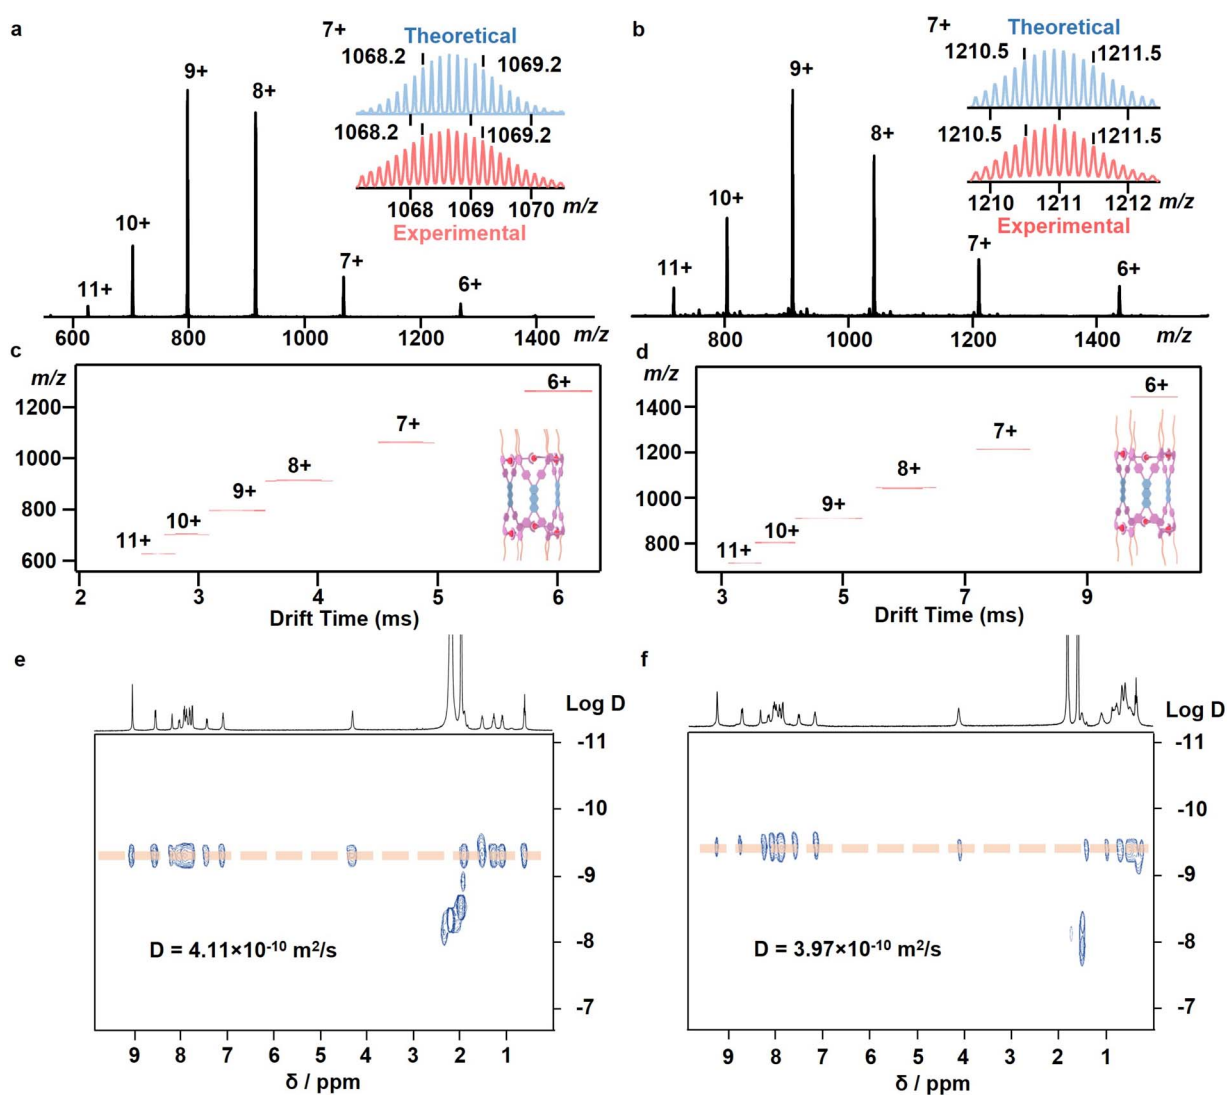 a
7+
Theoretical
1068.2
1069.2
1068.2
1069.2
1068 1069 1070 m/z
Experimental
11+
10+
9+
8+
7+
6+
600 800 1000 1200 1400 m/z
b
7+
Theoretical
1210.5
1211.5
1210.5
1211.5
1210 1211 1212 m/z
Experimental
11+
10+
9+
8+
7+
6+
800 1000 1200 1400 m/z
c
m/z
1200
1000
800
600
11+
10+
9+
8+
7+
6+
2 3 4 5 6
Drift Time (ms)
d
m/z
1400
1200
1000
800
11+
10+
9+
8+
7+
6+
3 5 7 9
Drift Time (ms)
e
Log D
-11
-10
-9
-8
-7
D = 4.11×10⁻¹⁰ m²/s
9 8 7 6 5 4 3 2 1
δ / ppm
f
Log D
-11
-10
-9
-8
-7
D = 3.97×10⁻¹⁰ m²/s
9 8 7 6 5 4 3 2 1
δ / ppm